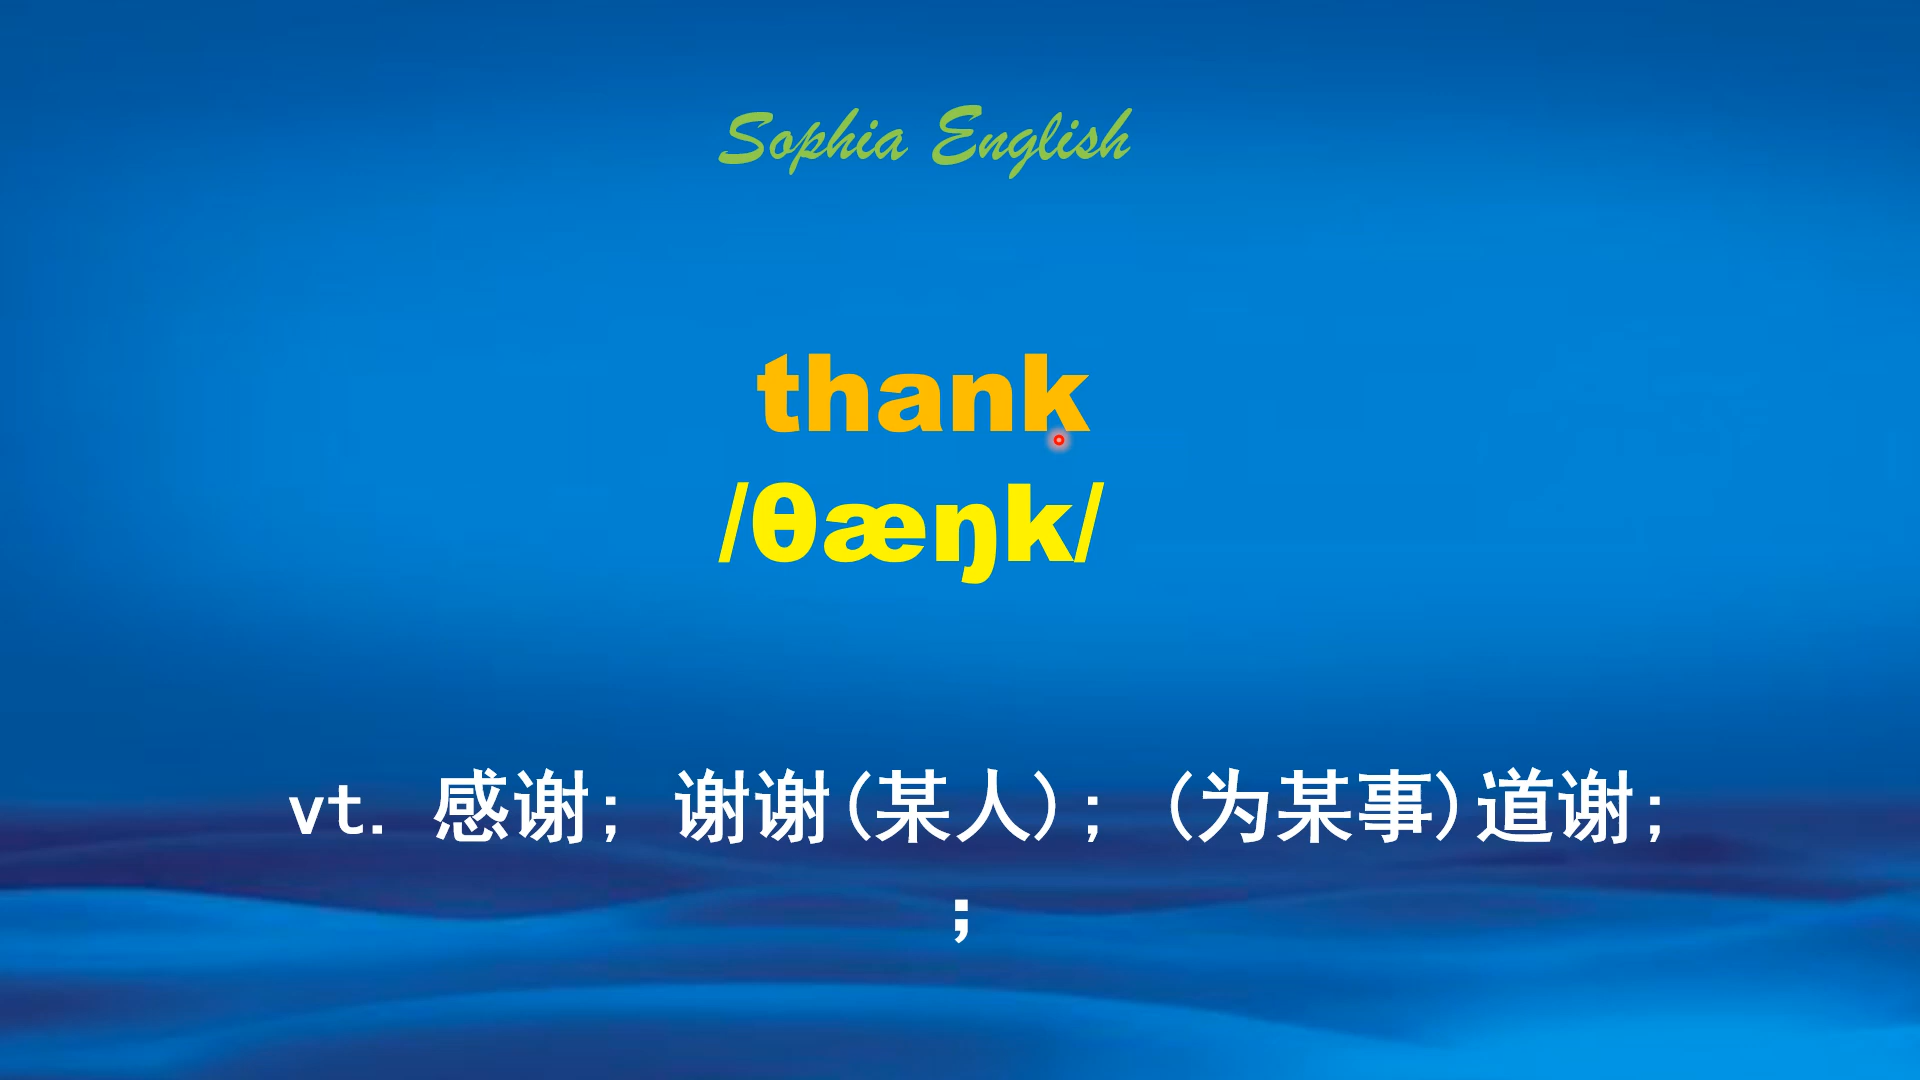 Sophia English
thank
/θæŋk/
vt. 感谢; 谢谢(某人); (为某事)道谢;
;